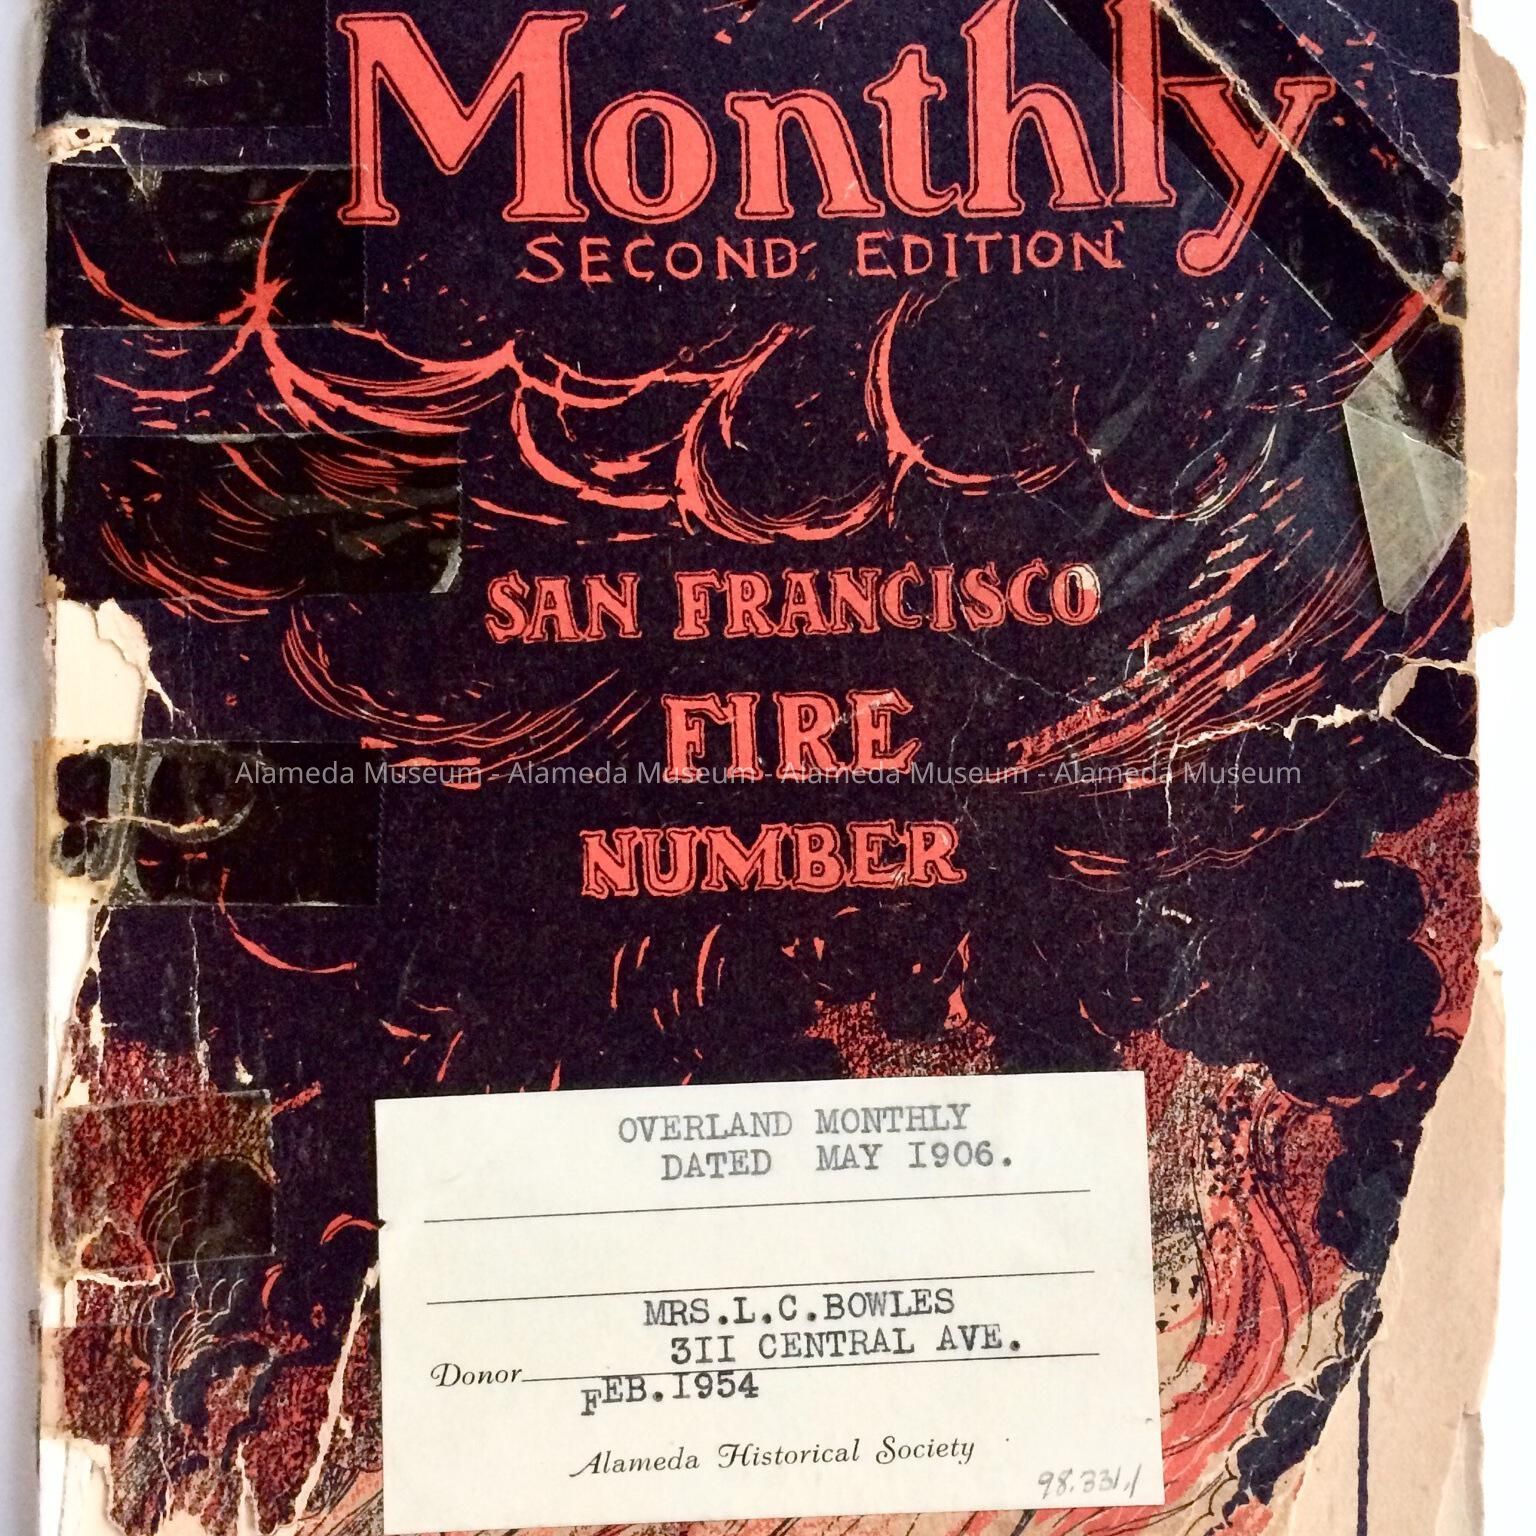 Monthly
SECOND EDITION
SAN FRANCISCO
FIRE
Alameda Museum - Alameda Museum - Alameda Museum - Alameda Museum
NUMBER
OVERLAND MONTHLY
DATED MAY I906.
MRS.L.C.BOWLES
3II CENTRAL AVE.
Donor
FEB.I954
Alameda Historical Society
98.331.1